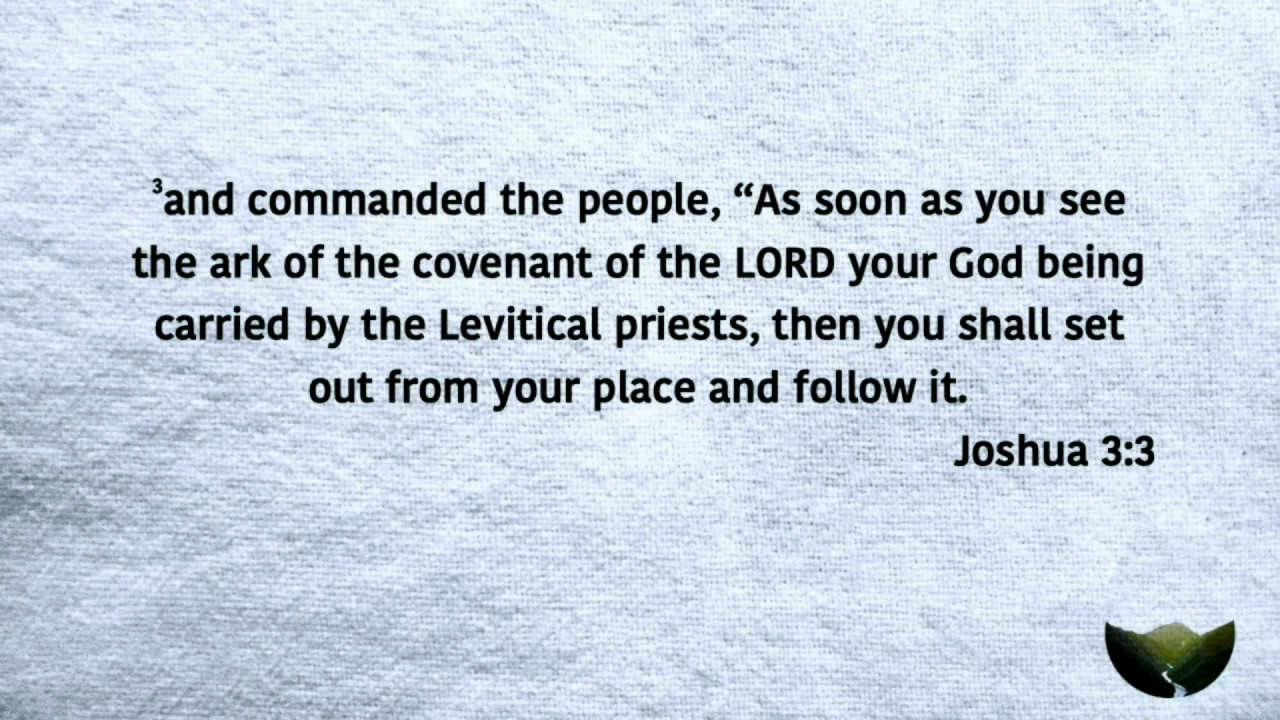 ³and commanded the people, “As soon as you see
the ark of the covenant of the LORD your God being
carried by the Levitical priests, then you shall set
out from your place and follow it.
Joshua 3:3